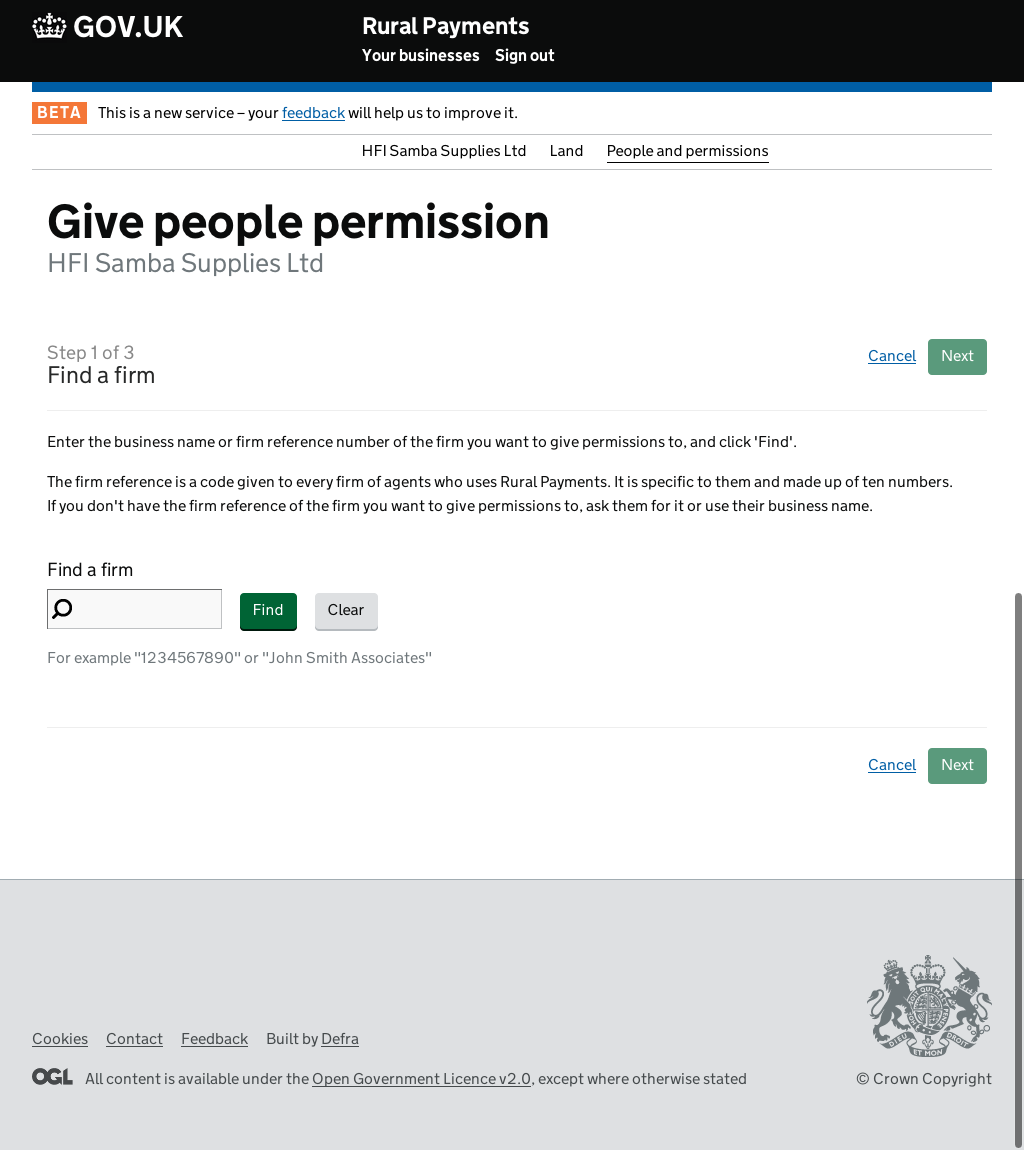 GOV.UK
Rural Payments
Your businesses Sign out
BETA This is a new service – your feedback will help us to improve it.
HFI Samba Supplies Ltd Land People and permissions
Give people permission
HFI Samba Supplies Ltd
Step 1 of 3
Find a firm
Cancel Next
Enter the business name or firm reference number of the firm you want to give permissions to, and click 'Find'.
The firm reference is a code given to every firm of agents who uses Rural Payments. It is specific to them and made up of ten numbers.
If you don't have the firm reference of the firm you want to give permissions to, ask them for it or use their business name.
Find a firm
Find Clear
For example "1234567890" or "John Smith Associates"
Cancel Next
DIEU ET MON DROIT
Cookies Contact Feedback Built by Defra
OGL All content is available under the Open Government Licence v2.0, except where otherwise stated
© Crown Copyright